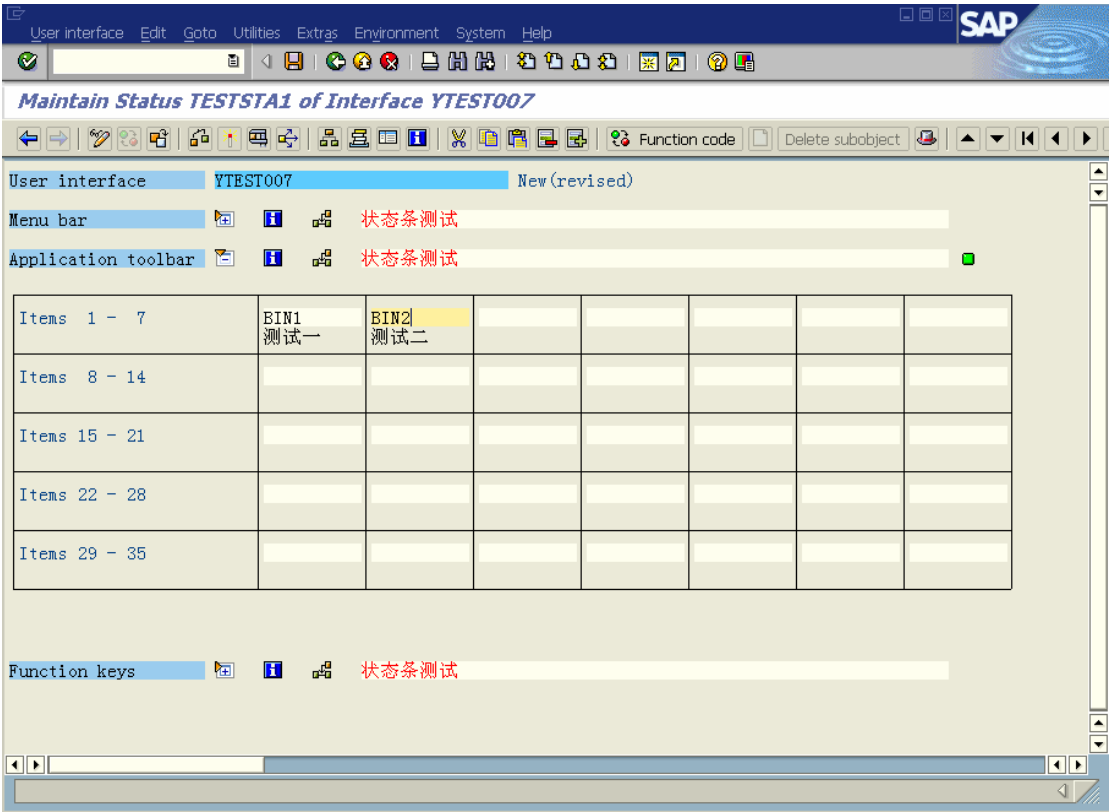 User interface Edit Goto Utilities Extras Environment System Help
SAP
Maintain Status TESTSTA1 of Interface YTEST007
Function code Delete subobject
User interface YTEST007 New(revised)
Menu bar 状态条测试
Application toolbar 状态条测试
Items 1 - 7 BIN1 BIN2
测试一 测试二
Items 8 - 14
Items 15 - 21
Items 22 - 28
Items 29 - 35
Function keys 状态条测试